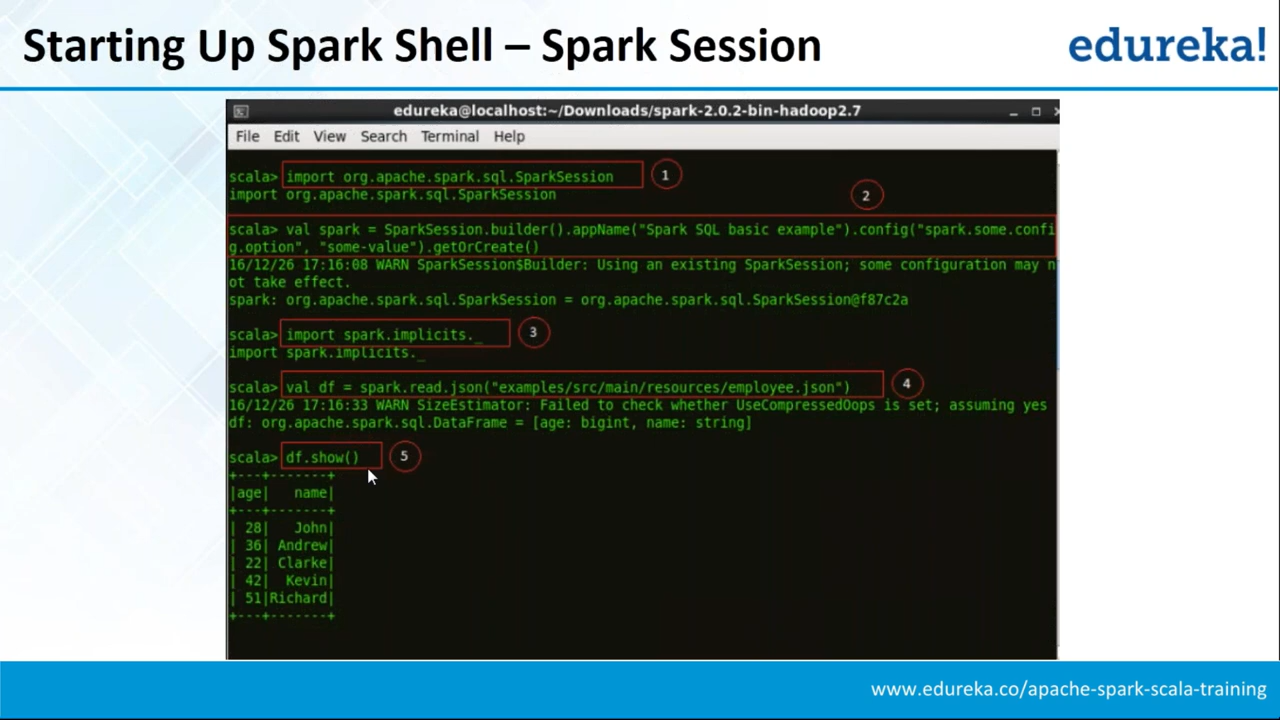 Starting Up Spark Shell – Spark Session
edureka!
edureka@localhost:~/Downloads/spark-2.0.2-bin-hadoop2.7
File Edit View Search Terminal Help
scala> import org.apache.spark.sql.SparkSession
1
import org.apache.spark.sql.SparkSession
2
scala> val spark = SparkSession.builder().appName("Spark SQL basic example").config("spark.some.confi
g.option", "some-value").getOrCreate()
16/12/26 17:16:08 WARN SparkSession$Builder: Using an existing SparkSession; some configuration may n
ot take effect.
spark: org.apache.spark.sql.SparkSession = org.apache.spark.sql.SparkSession@f87c2a
scala> import spark.implicits._
3
import spark.implicits._
scala> val df = spark.read.json("examples/src/main/resources/employee.json")
4
16/12/26 17:16:33 WARN SizeEstimator: Failed to check whether UseCompressedOops is set; assuming yes
df: org.apache.spark.sql.DataFrame = [age: bigint, name: string]
scala> df.show()
5
+---+-------+
|age|   name|
+---+-------+
| 28|   John|
| 36| Andrew|
| 22| Clarke|
| 42|  Kevin|
| 51|Richard|
+---+-------+
www.edureka.co/apache-spark-scala-training